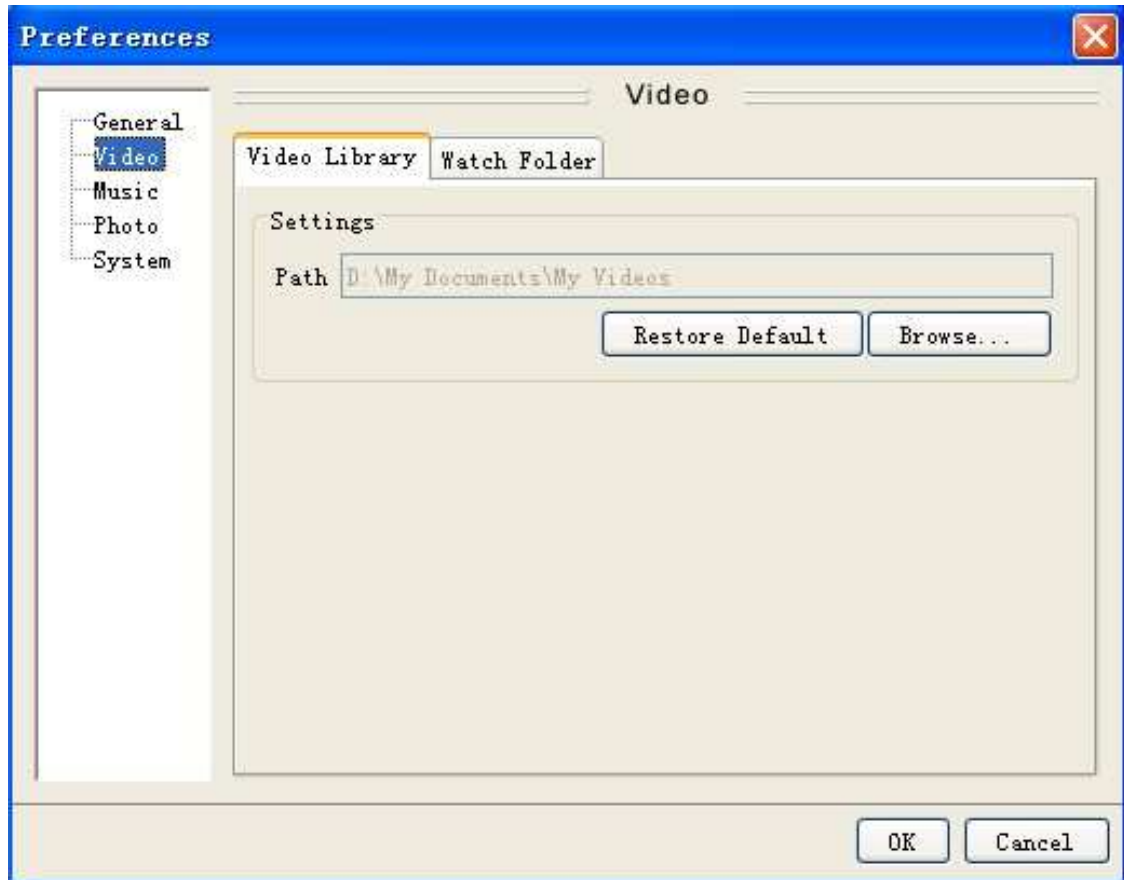 Preferences
General
Video
Music
Photo
System
Video
Video Library
Watch Folder
Settings
Path D:\My Documents\My Videos
Restore Default
Browse...
OK
Cancel